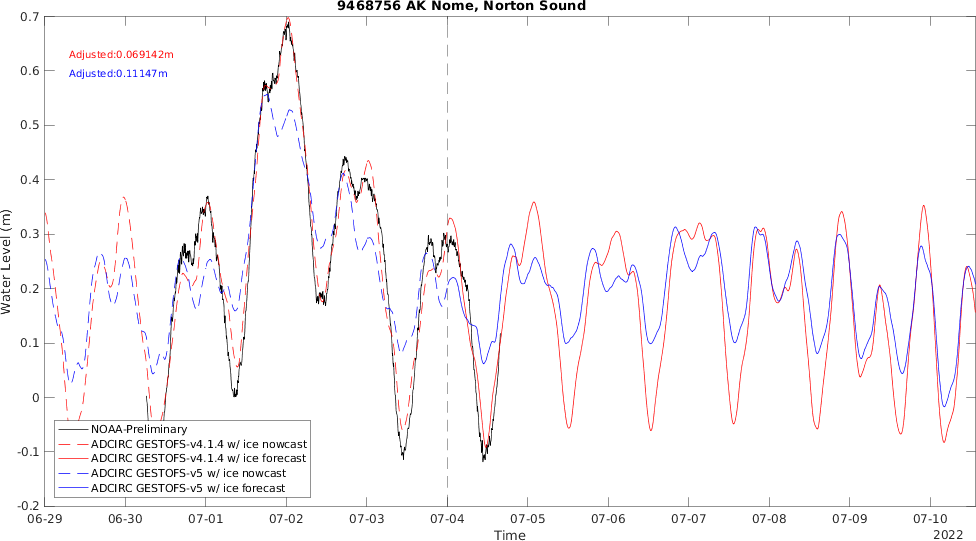 9468756 AK Nome, Norton Sound
0.7
0.6
0.5
0.4
0.3
0.2
0.1
0
-0.1
-0.2
Water Level (m)
Adjusted:0.069142m
Adjusted:0.11147m
NOAA-Preliminary
ADCIRC GESTOFS-v4.1.4 w/ ice nowcast
ADCIRC GESTOFS-v4.1.4 w/ ice forecast
ADCIRC GESTOFS-v5 w/ ice nowcast
ADCIRC GESTOFS-v5 w/ ice forecast
06-29 06-30 07-01 07-02 07-03 07-04 07-05 07-06 07-07 07-08 07-09 07-10
Time
2022